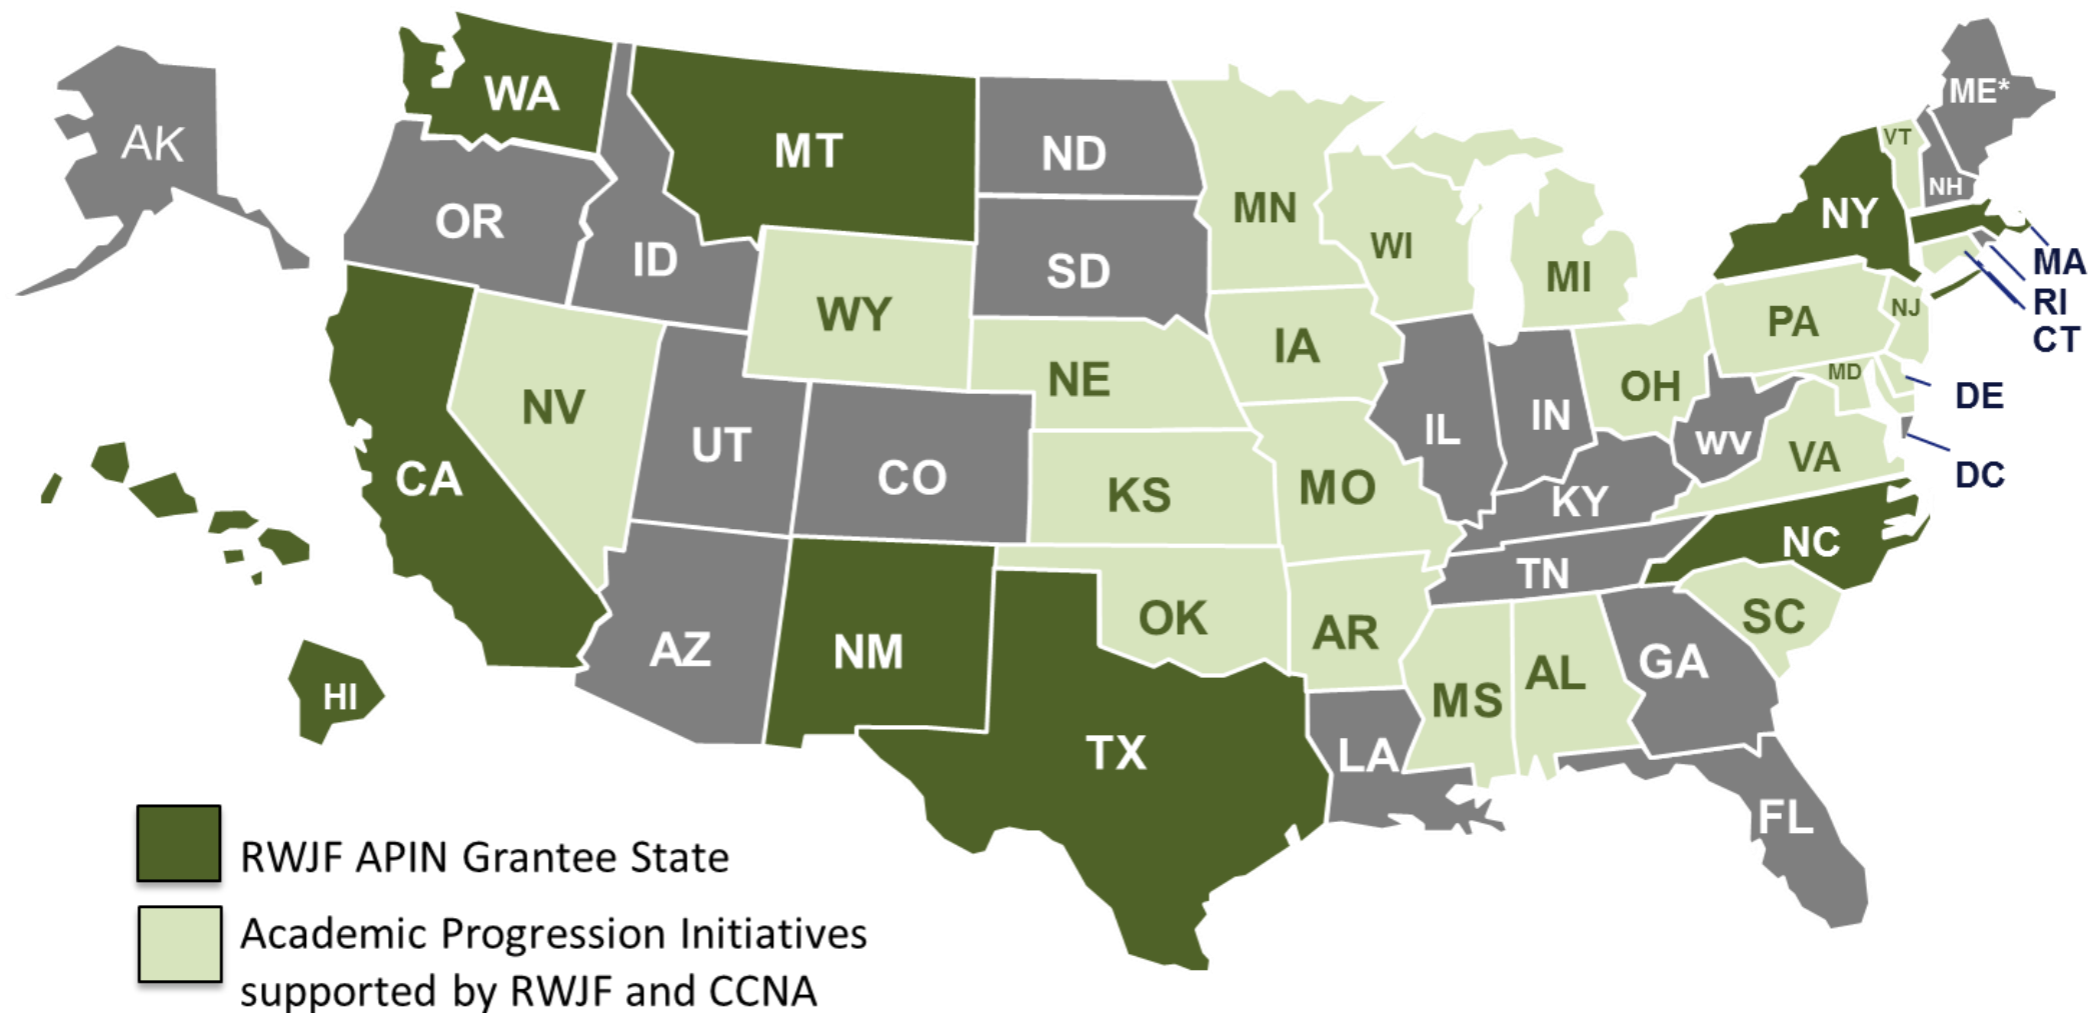 WA
ME*
AK
MT
ND
VT
NH
MN
NY
OR
WI
ID
SD
MI
MA
RI
WY
PA
NJ
CT
IA
NE
OH
MD
DE
NV
UT
IL
IN
WV
VA
CA
CO
KS
MO
KY
DC
NC
TN
OK
AR
SC
AZ
NM
GA
HI
MS
AL
TX
LA
FL
RWJF APIN Grantee State
Academic Progression Initiatives
supported by RWJF and CCNA